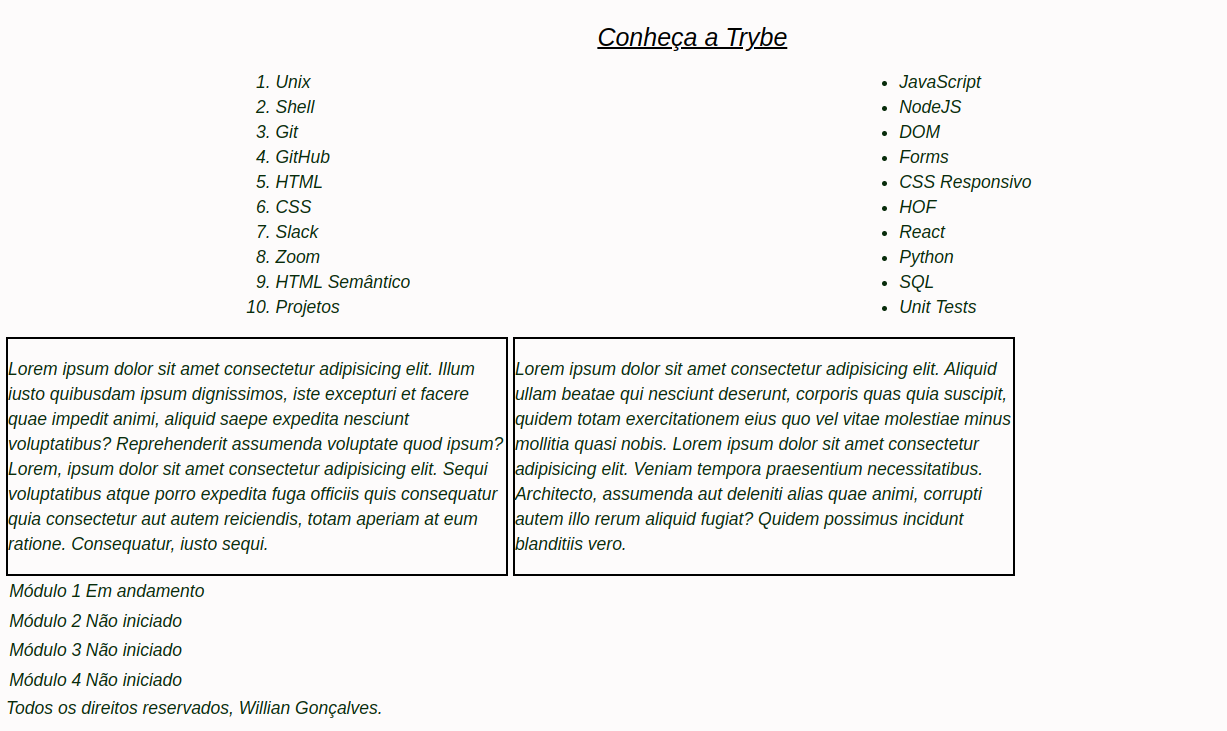 Conheça a Trybe
1. Unix
2. Shell
3. Git
4. GitHub
5. HTML
6. CSS
7. Slack
8. Zoom
9. HTML Semântico
10. Projetos
• JavaScript
• NodeJS
• DOM
• Forms
• CSS Responsivo
• HOF
• React
• Python
• SQL
• Unit Tests
Lorem ipsum dolor sit amet consectetur adipisicing elit. Illum
iusto quibusdam ipsum dignissimos, iste excepturi et facere
quae impedit animi, aliquid saepe expedita nesciunt
voluptatibus? Reprehenderit assumenda voluptate quod ipsum?
Lorem, ipsum dolor sit amet consectetur adipisicing elit. Sequi
voluptatibus atque porro expedita fuga officiis quis consequatur
quia consectetur aut autem reiciendis, totam aperiam at eum
ratione. Consequatur, iusto sequi.
Lorem ipsum dolor sit amet consectetur adipisicing elit. Aliquid
ullam beatae qui nesciunt deserunt, corporis quas quia suscipit,
quidem totam exercitationem eius quo vel vitae molestiae minus
mollitia quasi nobis. Lorem ipsum dolor sit amet consectetur
adipisicing elit. Veniam tempora praesentium necessitatibus.
Architecto, assumenda aut deleniti alias quae animi, corrupti
autem illo rerum aliquid fugiat? Quidem possimus incidunt
blanditiis vero.
Módulo 1 Em andamento
Módulo 2 Não iniciado
Módulo 3 Não iniciado
Módulo 4 Não iniciado
Todos os direitos reservados, Willian Gonçalves.